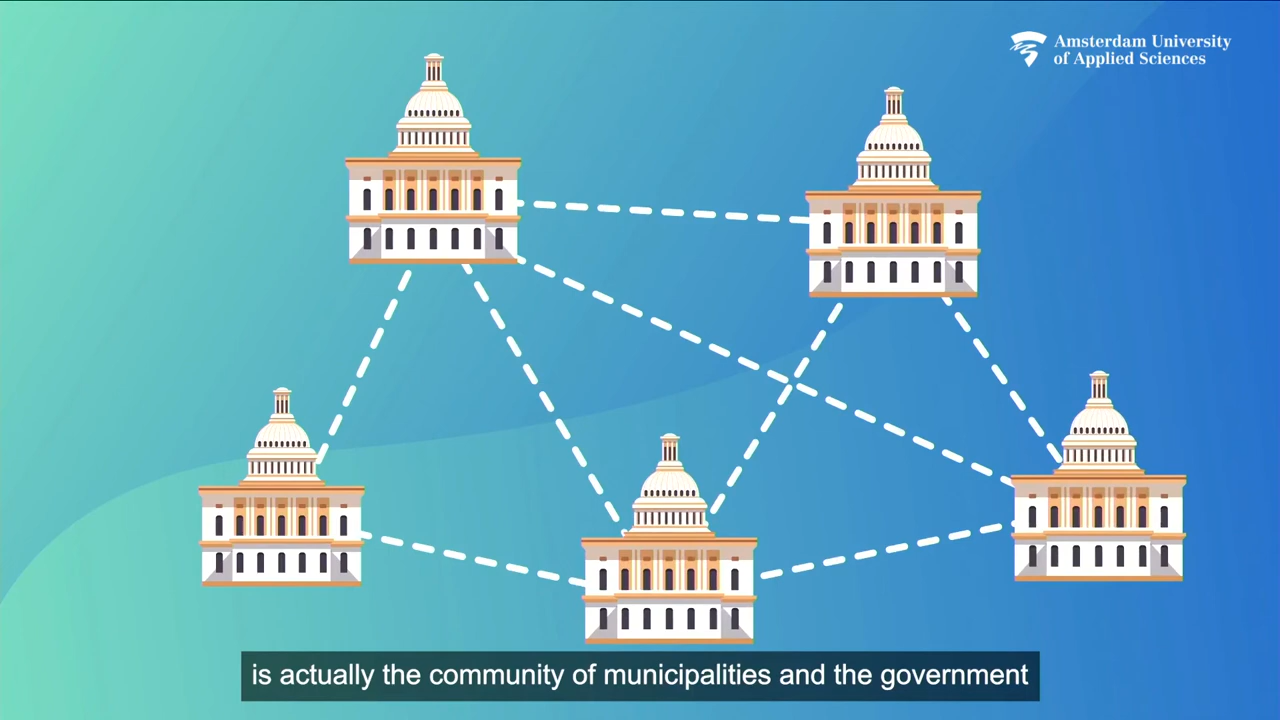 Amsterdam University
of Applied Sciences
is actually the community of municipalities and the government